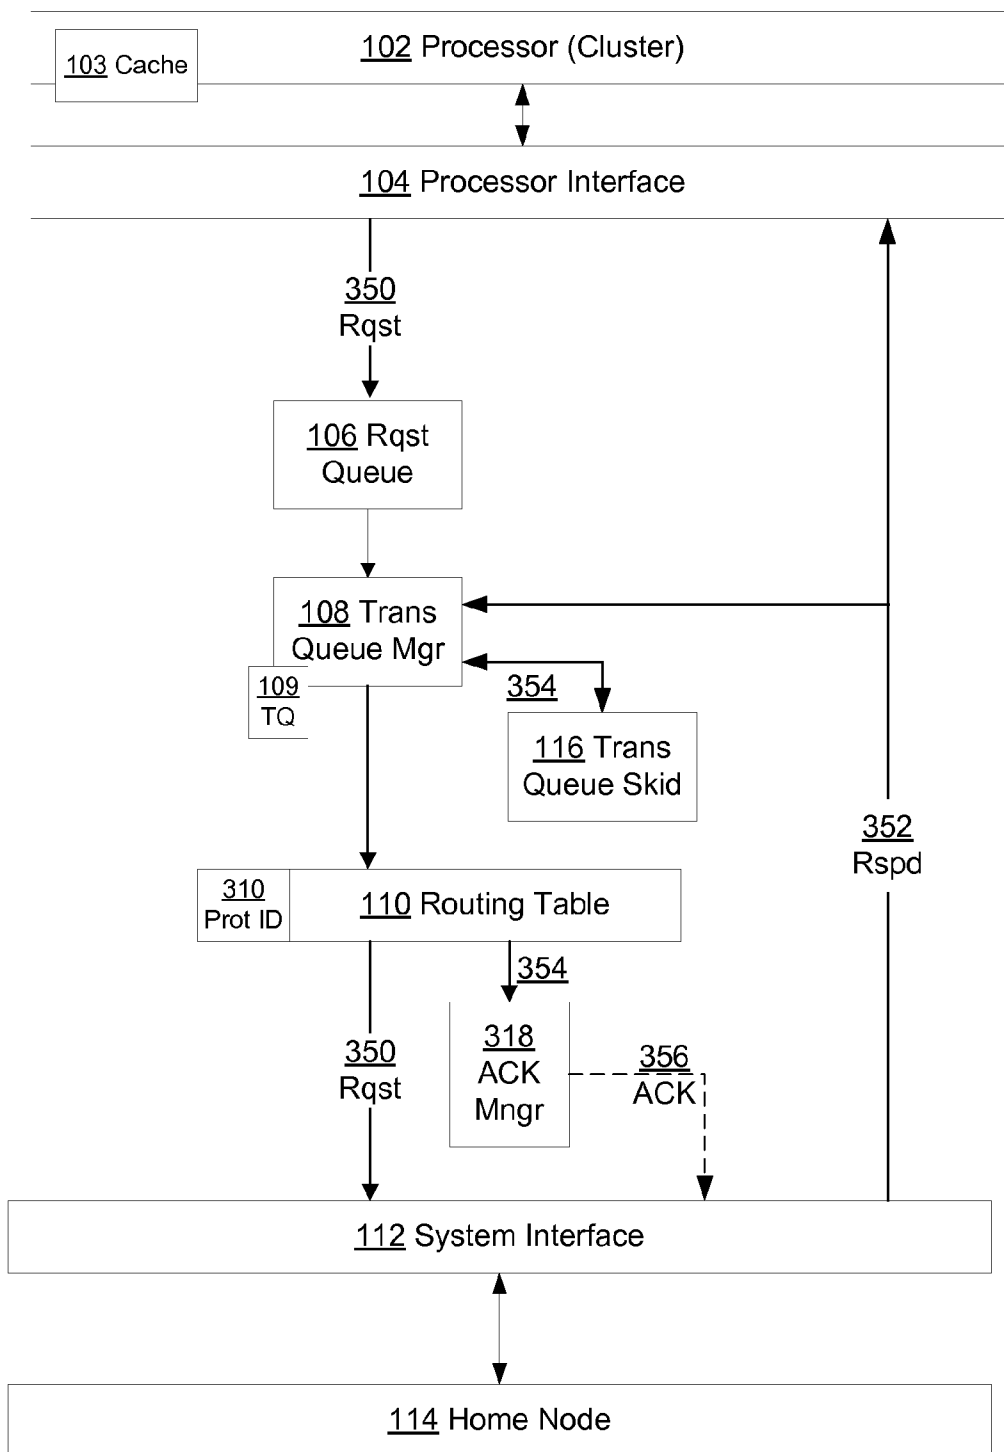 102 Processor (Cluster)
103 Cache
104 Processor Interface
350
Rqst
106 Rqst
Queue
108 Trans
Queue Mgr
109
TQ
354
116 Trans
Queue Skid
352
Rspd
310
Prot ID
110 Routing Table
354
318
ACK
Mngr
350
Rqst
356
ACK
112 System Interface
114 Home Node